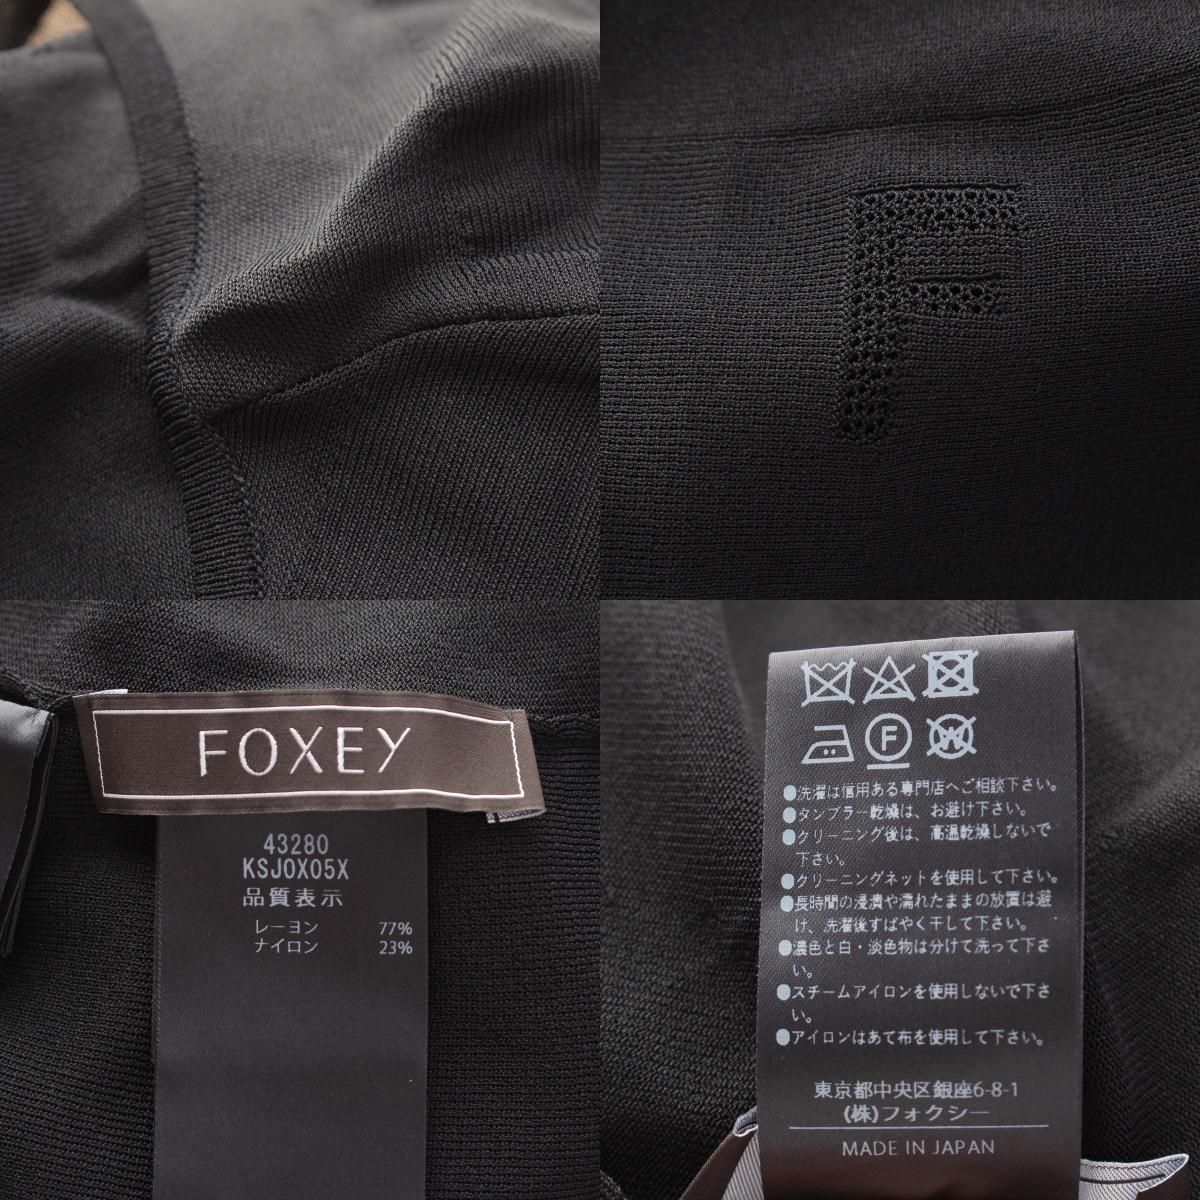 F
FOXEY
43280
KSJ0X05X
品質表示
レーヨン 77%
ナイロン 23%
F
W
●洗濯は信用ある専門店へご相談下さい。
●タンブラー乾燥は、お避け下さい。
●クリーニング後は、高温乾燥しないで
下さい。
●クリーニングネットを使用して下さい。
●長時間の浸漬や濡れたままの放置は避
け、洗濯後すばやく干して下さい。
●濃色と白・淡色物は分けて洗って下さ
い。
●スチームアイロンを使用しないで下さ
い。
●アイロンはあて布を使用して下さい。
東京都中央区銀座6-8-1
(株)フォクシー
MADE IN JAPAN